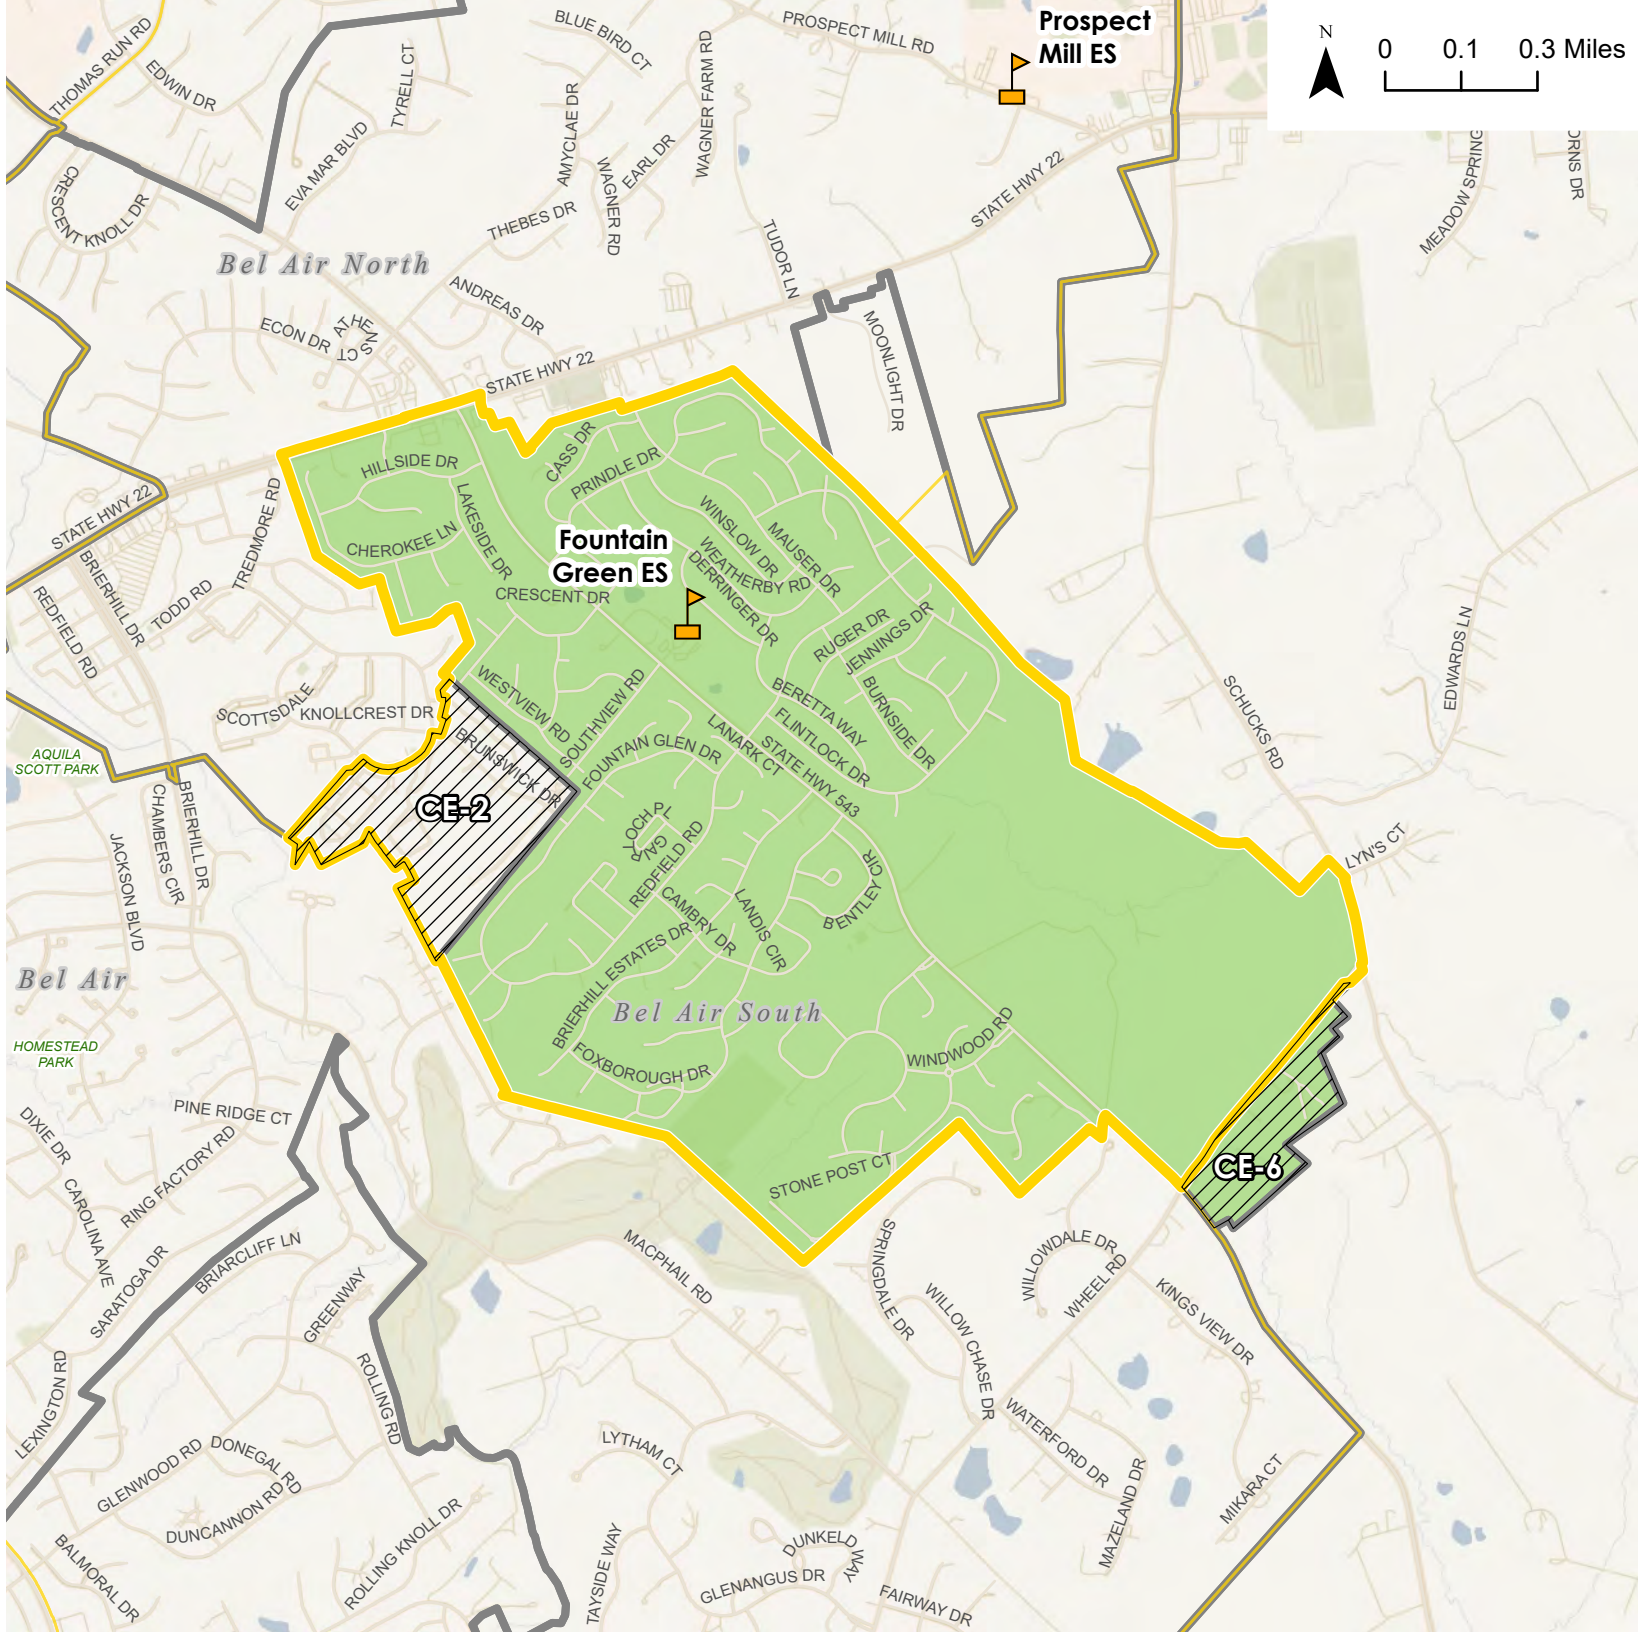 Prospect
Mill ES
N
0 0.1 0.3 Miles
THOMAS RUN RD
EDWIN DR
TYRELL CT
BLUE BIRD CT
WAGNER FARM RD
PROSPECT MILL RD
AMYCLAE DR
EARL DR
WAGNER RD
EVA MAR BLVD
CRESCENT KNOLL DR
THEBES DR
STATE HWY 22
MEADOW SPRING
ORNS DR
Bel Air North
TUDOR LN
ANDREAS DR
ECON DR
ATHENS CT
MOONLIGHT DR
STATE HWY 22
CASS DR
HILLSIDE DR
PRINDLE DR
LAKESIDE DR
STATE HWY 22
TREDMORE RD
WINSLOW DR
MAUSER DR
CHEROKEE LN
Fountain
Green ES
WEATHERBY RD
DERRINGER DR
BRIERHILL DR
TODD RD
REDFIELD RD
CRESCENT DR
RUGER DR
JENNINGS DR
EDWARDS LN
WESTVIEW RD
SOUTHVIEW RD
BERETTA WAY
BURNSIDE DR
SCHUCKS RD
SCOTTSDALE
KNOLLCREST DR
FLINTLOCK DR
LANARK CT
STATE HWY 543
FOUNTAIN GLEN DR
BRUNSWICK DR
AQUILA
SCOTT PARK
CE-2
CHAMBERS CIR
BRIERHILL DR
JACKSON BLVD
GALTLOCH PL
REDFIELD RD
BENTLEY CIR
LYN'S CT
CAMBRY DR
LANDIS CIR
BRIERHILL ESTATES DR
Bel Air
Bel Air South
WINDWOOD RD
HOMESTEAD
PARK
FOXBOROUGH DR
PINE RIDGE CT
DIXIE DR
RING FACTORY RD
CE-6
STONE POST CT
CAROLINA AVE
SARATOGA DR
BRIARCLIFF LN
GREENWAY
MACPHAIL RD
SPRINGDALE DR
WILLOWDALE DR
WHEEL RD
KINGS VIEW DR
WILLOW CHASE DR
LEXINGTON RD
ROLLING RD
GLENWOOD RD
DONEGAL RD
DUNCANNON RD
LYTHAM CT
WATERFORD DR
MAZELAND DR
MIKARA CT
BALMORAL DR
ROLLING KNOLL DR
TAYSIDE WAY
DUNKELD WAY
GLENANGUS DR
FAIRWAY DR